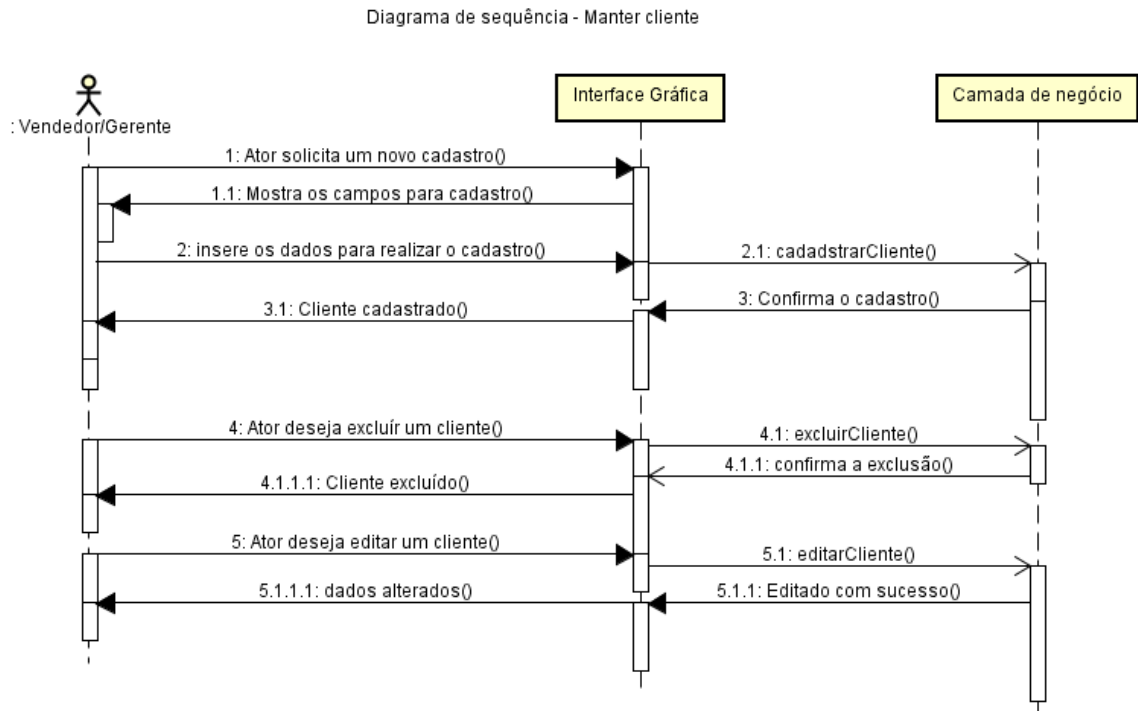 Diagrama de sequência - Manter cliente
: Vendedor/Gerente
Interface Gráfica
Camada de negócio
1: Ator solicita um novo cadastro()
1.1: Mostra os campos para cadastro()
2: insere os dados para realizar o cadastro()
2.1: cadadstrarCliente()
3: Confirma o cadastro()
3.1: Cliente cadastrado()
4: Ator deseja excluír um cliente()
4.1: excluirCliente()
4.1.1: confirma a exclusão()
4.1.1.1: Cliente excluído()
5: Ator deseja editar um cliente()
5.1: editarCliente()
5.1.1: Editado com sucesso()
5.1.1.1: dados alterados()